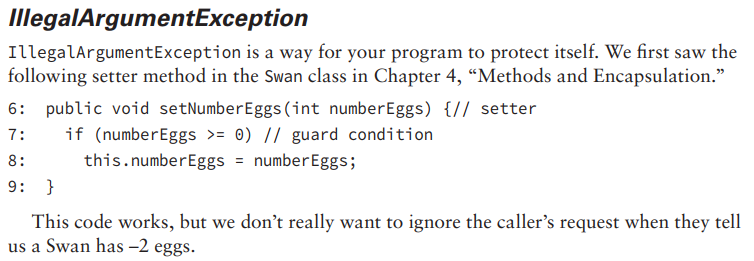 IllegalArgumentException
IllegalArgumentException is a way for your program to protect itself. We first saw the
following setter method in the Swan class in Chapter 4, “Methods and Encapsulation.”
6: public void setNumberEggs(int numberEggs) {// setter
7:   if (numberEggs >= 0) // guard condition
8:     this.numberEggs = numberEggs;
9: }
This code works, but we don’t really want to ignore the caller’s request when they tell
us a Swan has –2 eggs.